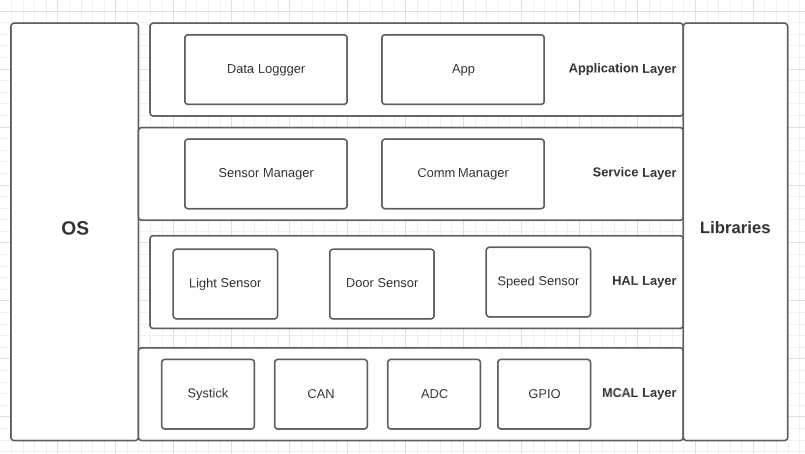 Data Loggger
App
Application Layer
Sensor Manager
Comm Manager
Service Layer
OS
Libraries
Light Sensor
Door Sensor
Speed Sensor
HAL Layer
Systick
CAN
ADC
GPIO
MCAL Layer